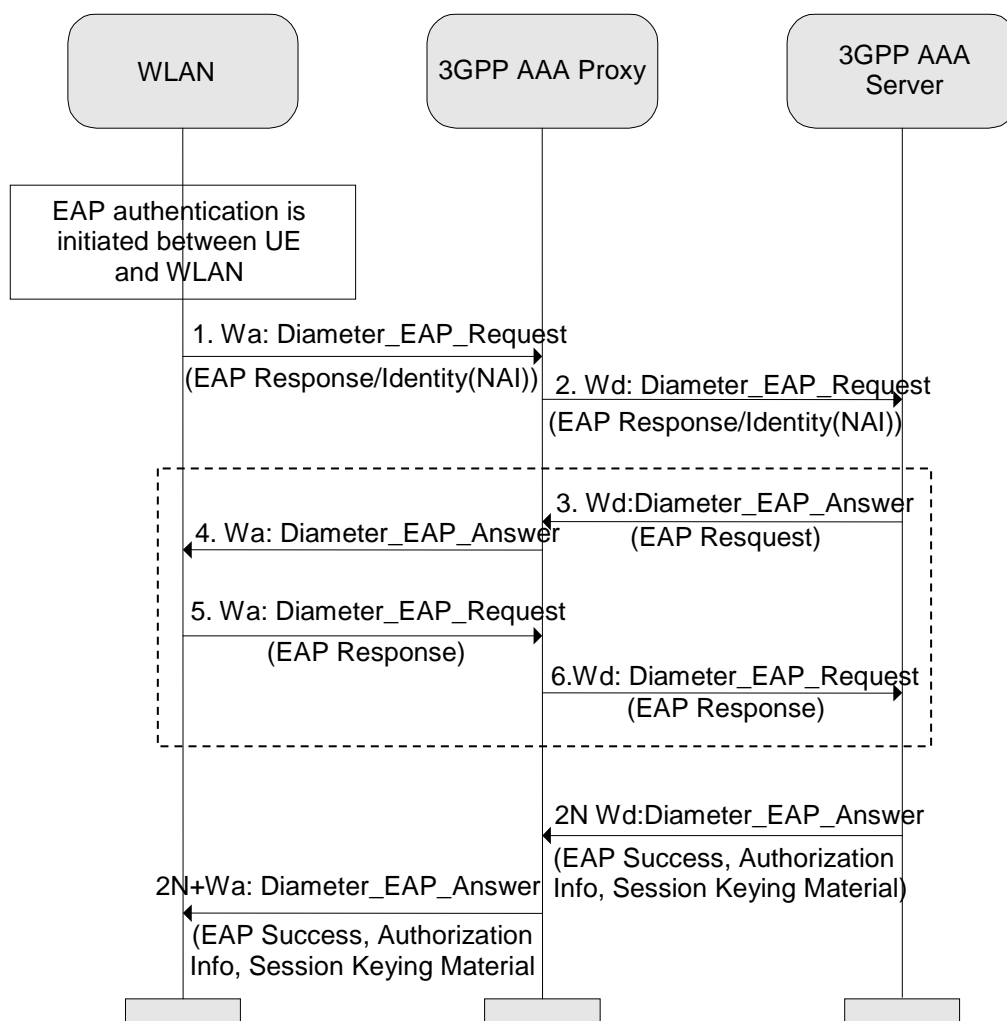 WLAN
3GPP AAA Proxy
3GPP AAA
Server
EAP authentication is
initiated between UE
and WLAN
1. Wa: Diameter_EAP_Request
(EAP Response/Identity(NAI))
2. Wd: Diameter_EAP_Request
(EAP Response/Identity(NAI))
3. Wd:Diameter_EAP_Answer
(EAP Resquest)
4. Wa: Diameter_EAP_Answer
5. Wa: Diameter_EAP_Request
(EAP Response)
6.Wd: Diameter_EAP_Request
(EAP Response)
2N Wd:Diameter_EAP_Answer
(EAP Success, Authorization
Info, Session Keying Material)
2N+Wa: Diameter_EAP_Answer
(EAP Success, Authorization
Info, Session Keying Material